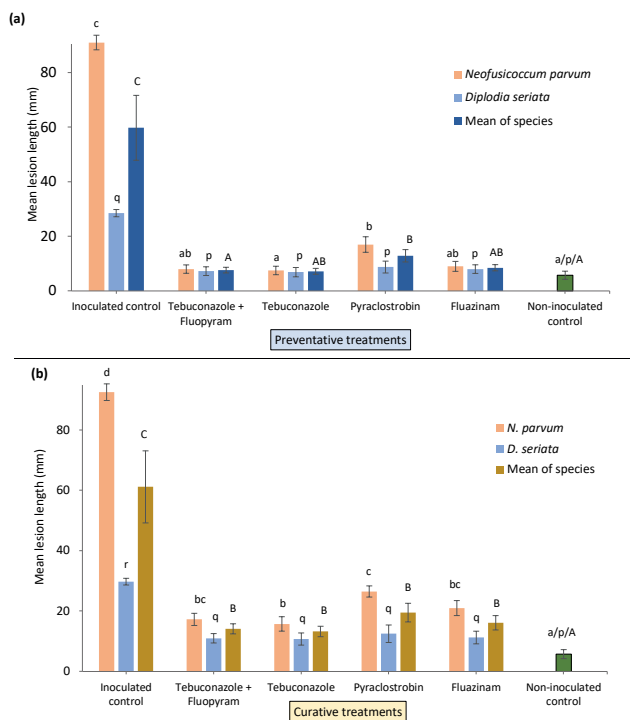 (a)
c
C
q
ab
p
A
a
p
AB
b
p
B
ab
p
AB
a/p/A
Mean lesion length (mm)
80
60
40
20
0
Neofusicoccum parvum
Diplodia seriata
Mean of species
Inoculated control
Tebuconazole +
Fluopyram
Tebuconazole
Pyraclostrobin
Fluazinam
Non-inoculated
control
Preventative treatments
(b)
d
C
r
bc
q
B
b
q
B
c
q
B
bc
q
B
a/p/A
Mean lesion length (mm)
80
60
40
20
0
N. parvum
D. seriata
Mean of species
Inoculated
control
Tebuconazole +
Fluopyram
Tebuconazole
Pyraclostrobin
Fluazinam
Non-inoculated
control
Curative treatments